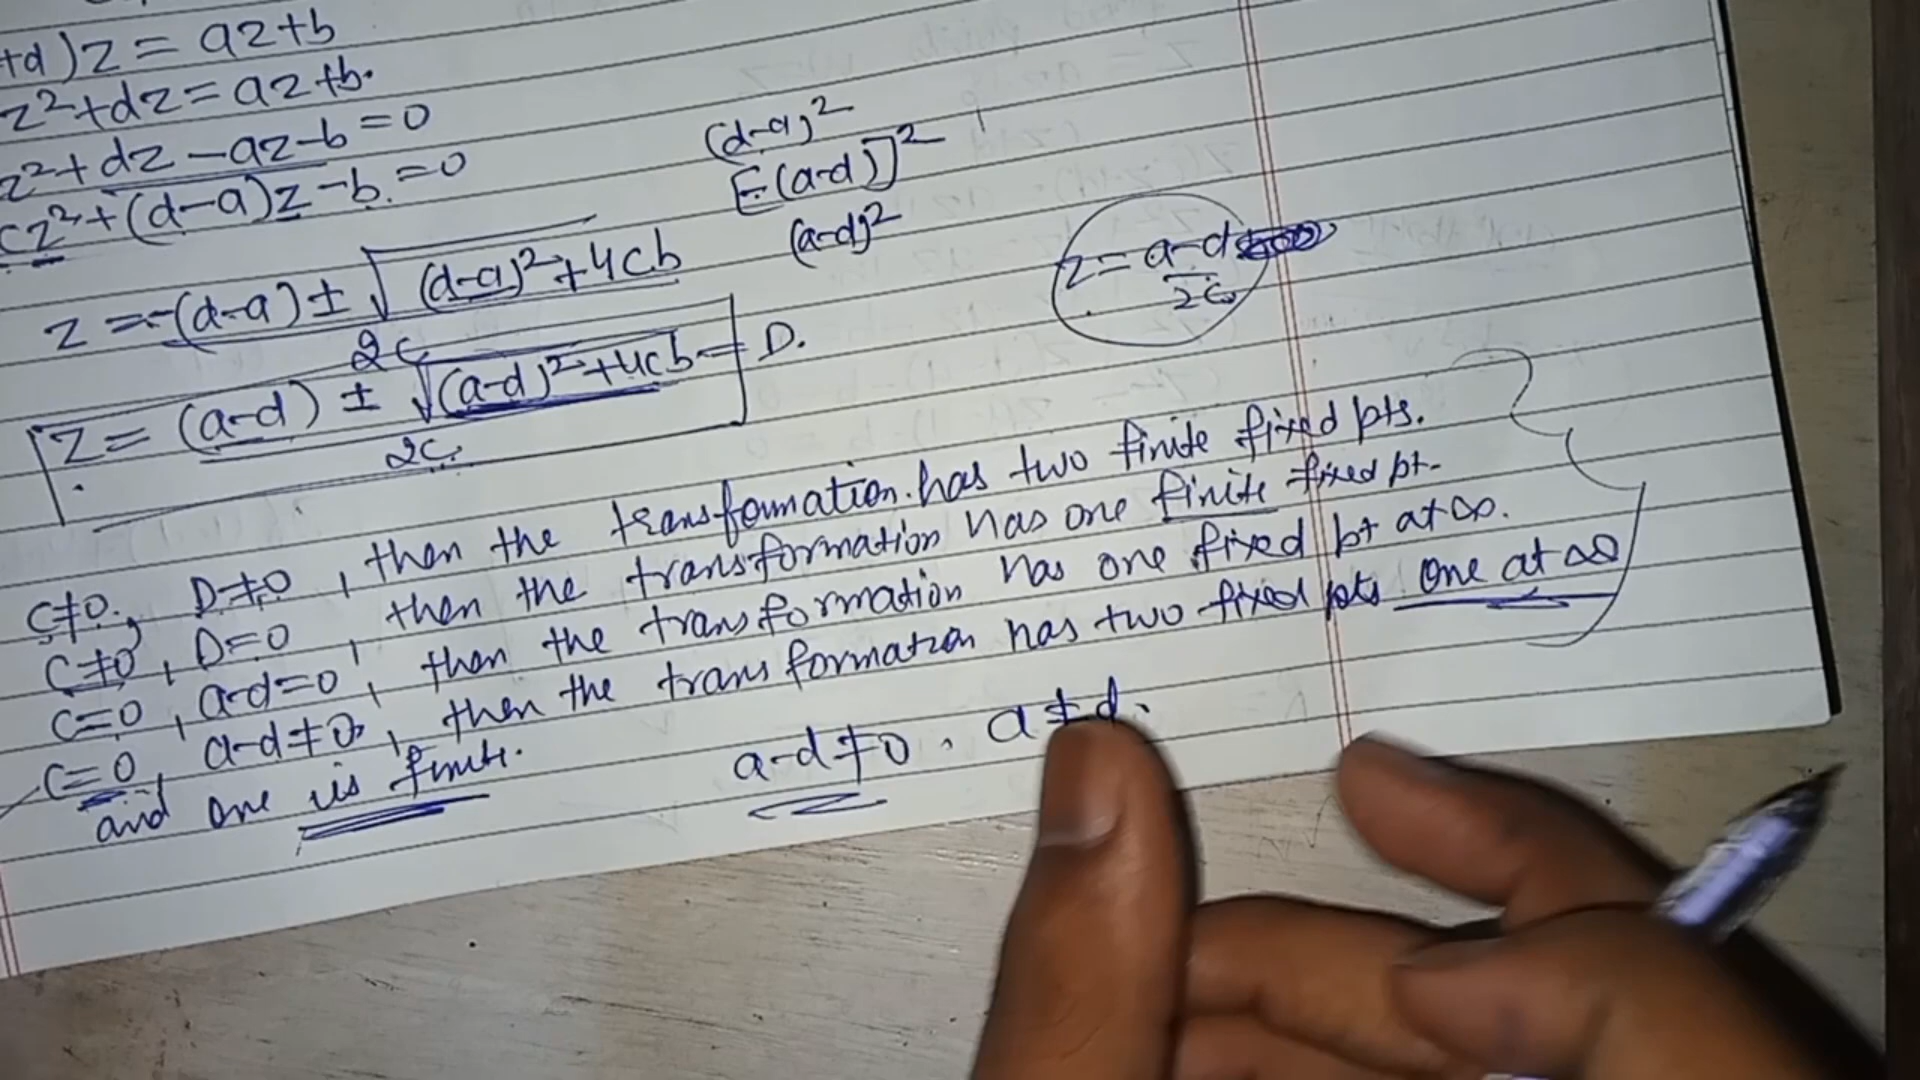 +d)z = az+b
z²+dz = az+b.
z²+dz-az-b=0
cz²+(d-a)z-b=0
(d-a)²
[-(a-d)]²
(a-d)²
z = a-d
2c
z = -(d-a) ± √(d-a)²+4cb
2c
z = (a-d) ± √(a-d)²+4cb = D.
2c
C≠0, D≠0, then the transformation has two finite fixed pts.
C≠0, D=0, then the transformation has one finite fixed pt.
C=0, a-d=0, then the transformation has one fixed pt at ∞.
C=0, a-d≠0, then the transformation has two fixed pts one at ∞
and one is finite.
a-d≠0, a≠d.